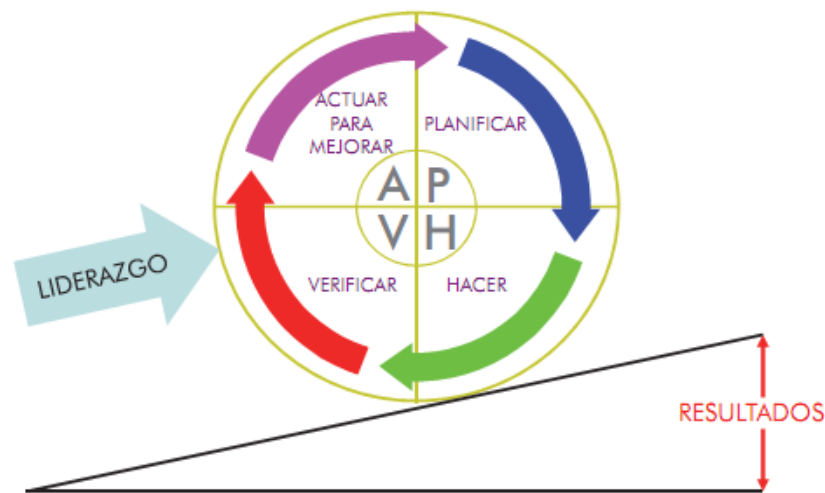 ACTUAR
PARA
MEJORAR
PLANIFICAR
A P
V H
LIDERAZGO
VERIFICAR
HACER
RESULTADOS